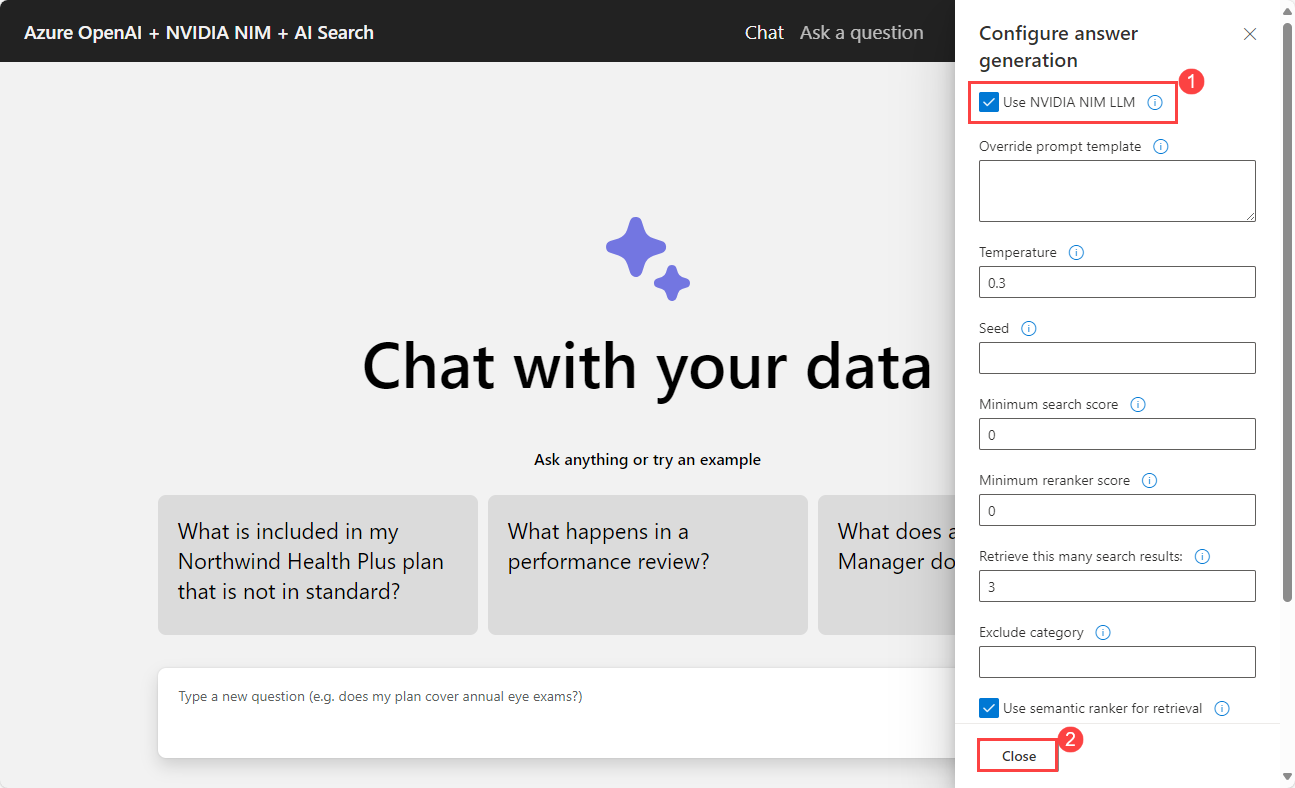 Azure OpenAI + NVIDIA NIM + AI Search
Chat
Ask a question
Chat with your data
Ask anything or try an example
What is included in my
Northwind Health Plus plan
that is not in standard?
What happens in a
performance review?
What does a
Manager do
Type a new question (e.g. does my plan cover annual eye exams?)
Configure answer
generation
1
Use NVIDIA NIM LLM
Override prompt template
Temperature
0.3
Seed
Minimum search score
0
Minimum reranker score
0
Retrieve this many search results:
3
Exclude category
Use semantic ranker for retrieval
2
Close